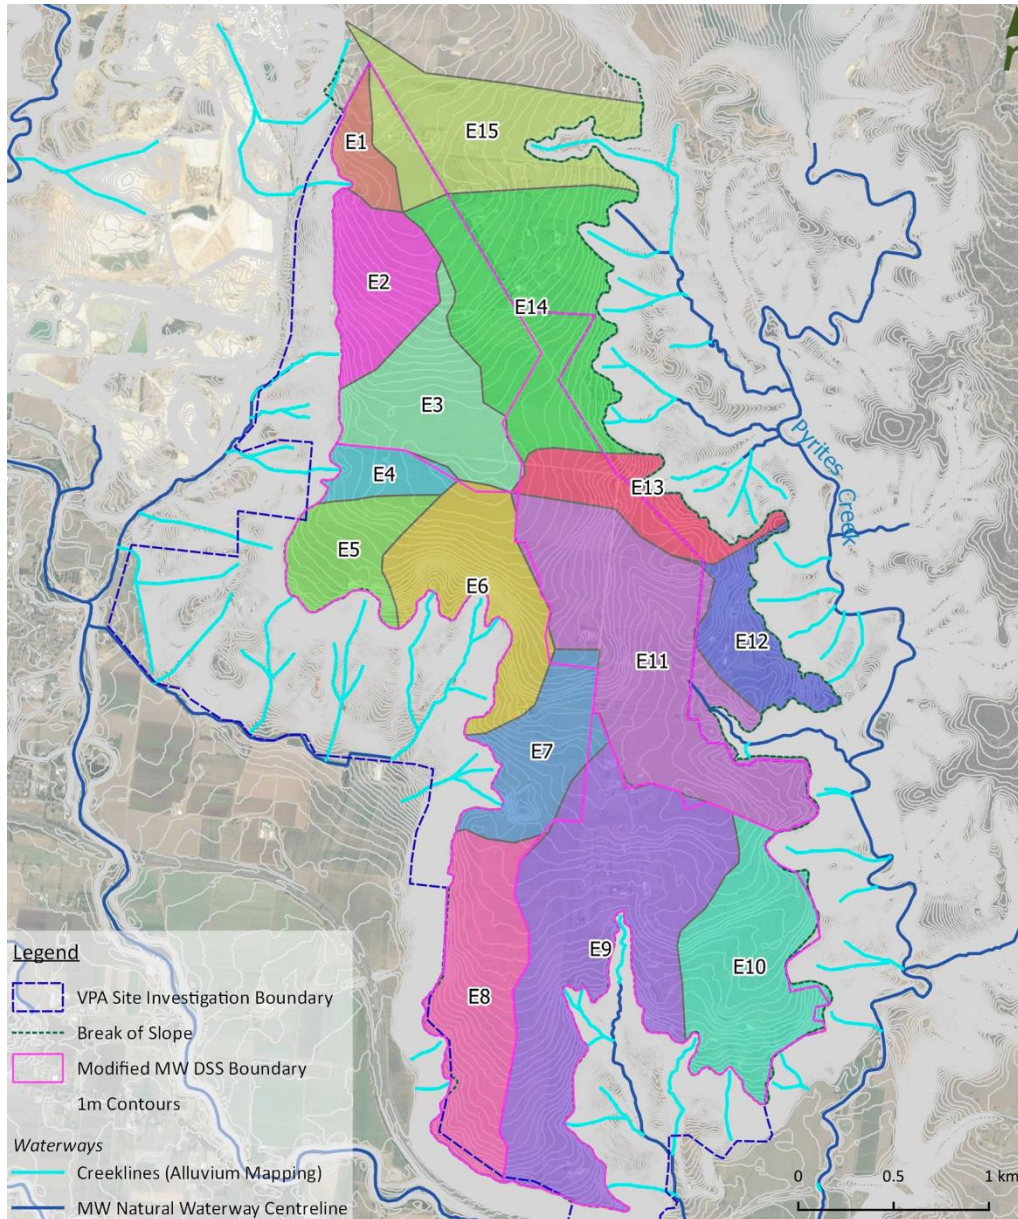 E1
E15
E2
E14
E3
Pyrites Creek
E4
E13
E5
E6
E12
E11
E7
E9
E10
E8
Legend
VPA Site Investigation Boundary
Break of Slope
Modified MW DSS Boundary
1m Contours
Waterways
Creeklines (Alluvium Mapping)
MW Natural Waterway Centreline
0 0.5 1 km